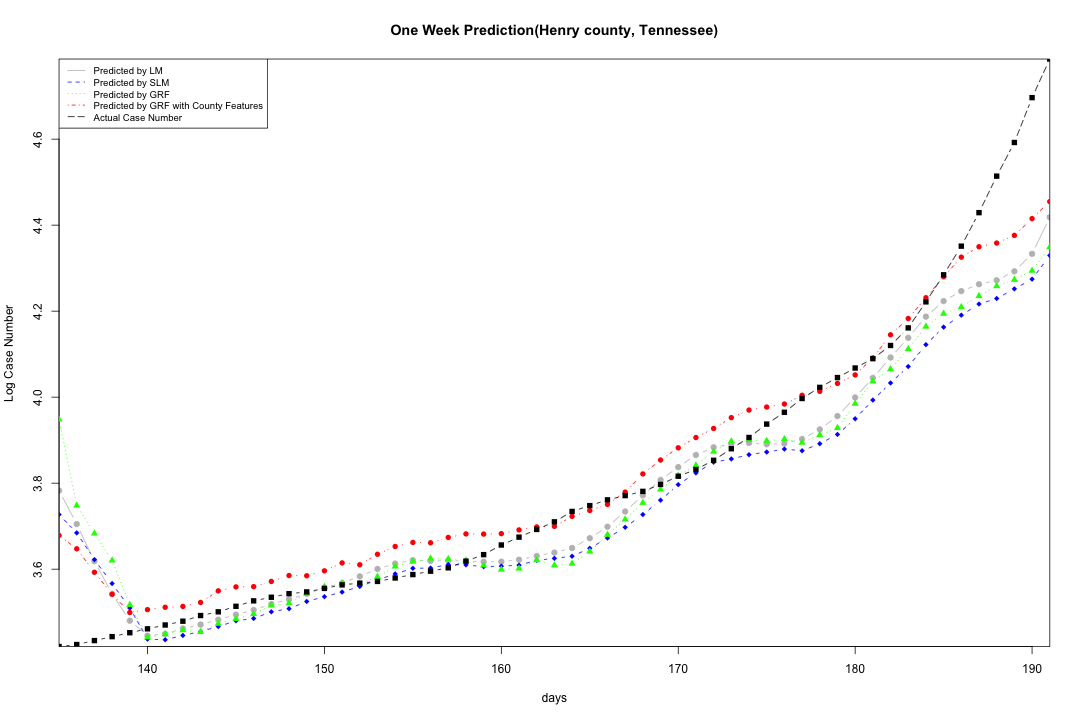 One Week Prediction(Henry county, Tennessee)
Predicted by LM
Predicted by SLM
Predicted by GRF
Predicted by GRF with County Features
Actual Case Number
Log Case Number
4.6
4.4
4.2
4.0
3.8
3.6
140 150 160 170 180 190
days